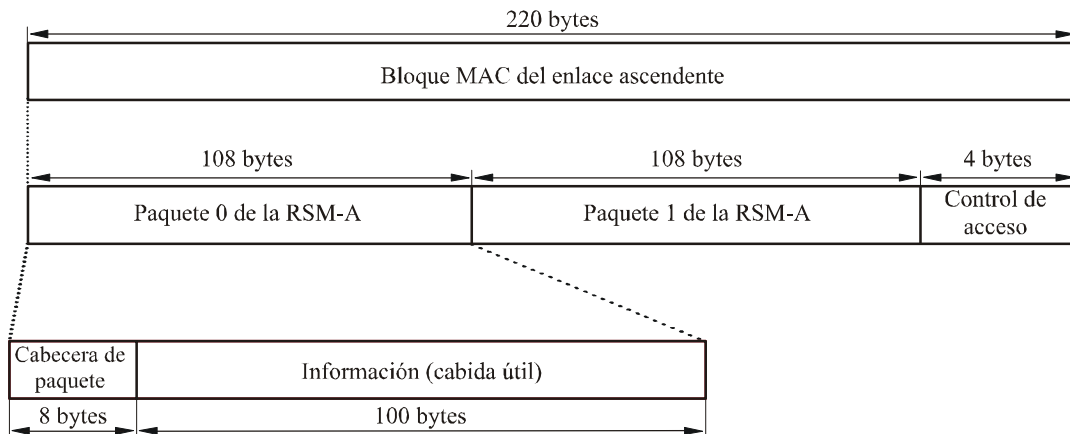 220 bytes
Bloque MAC del enlace ascendente
108 bytes
108 bytes
4 bytes
Paquete 0 de la RSM-A
Paquete 1 de la RSM-A
Control de
acceso
Cabecera de
paquete
Información (cabida útil)
8 bytes
100 bytes